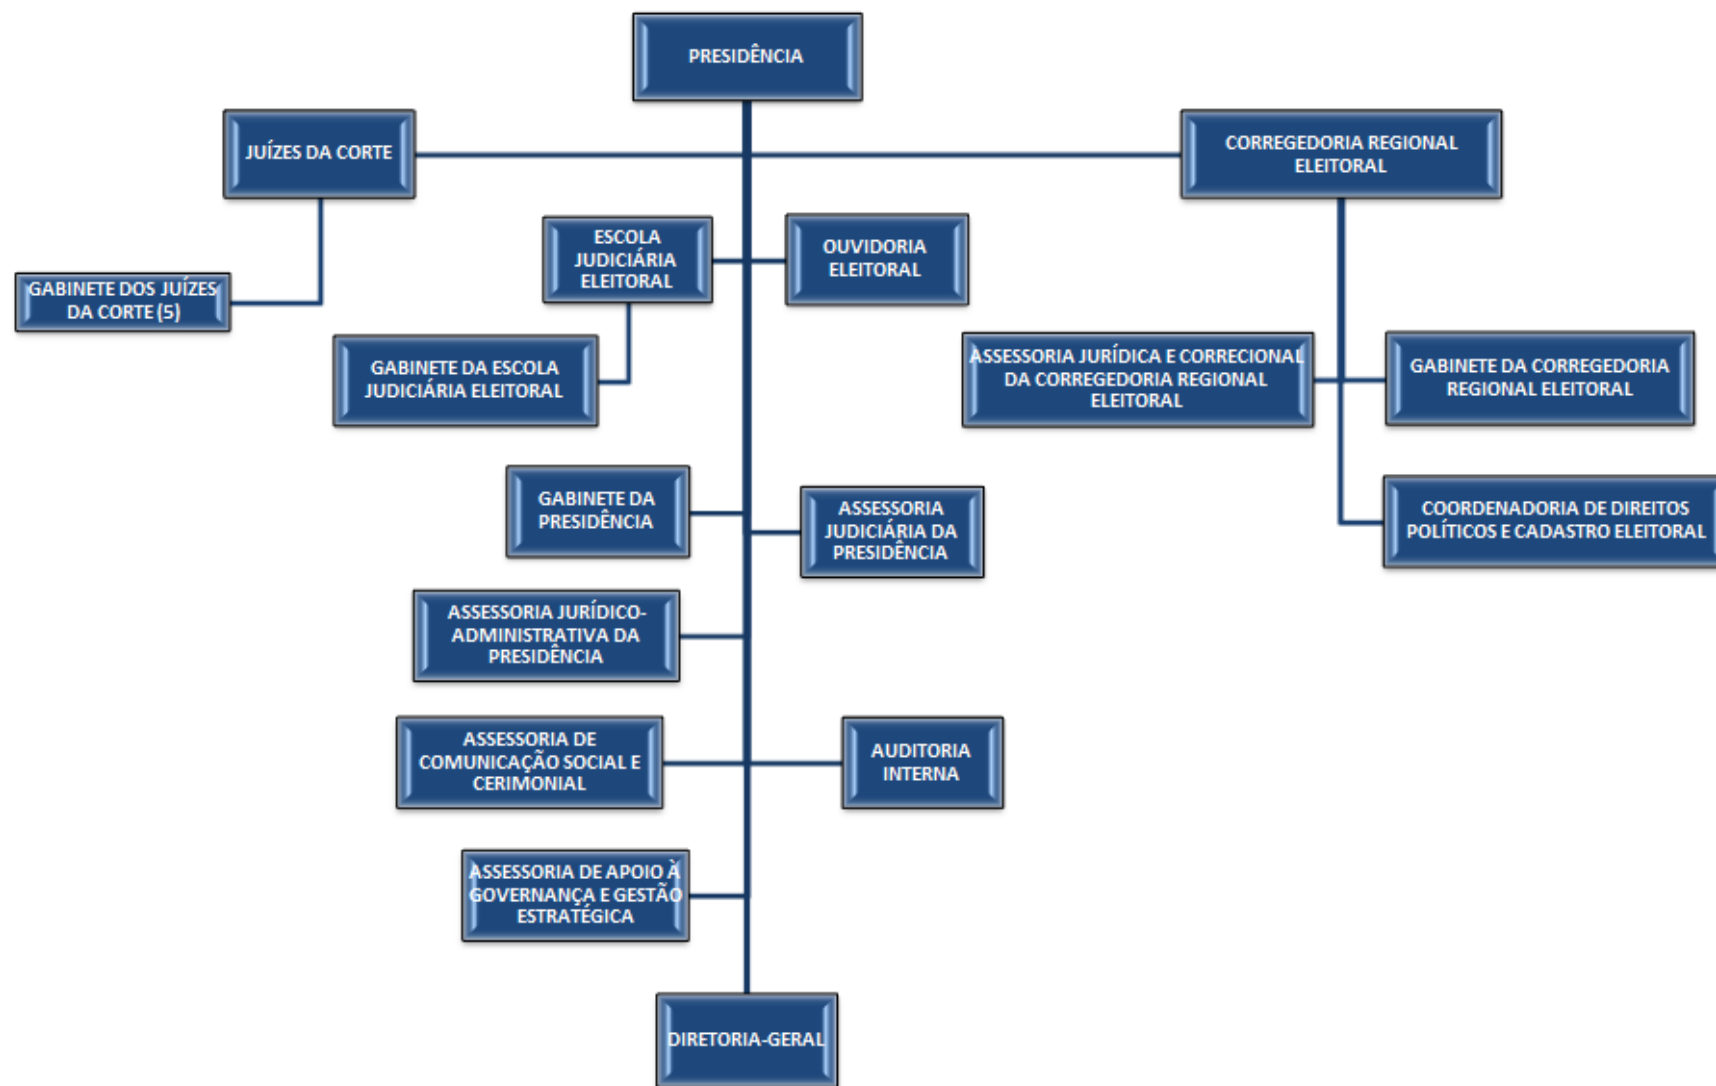 PRESIDÊNCIA
JUÍZES DA CORTE
CORREGEDORIA REGIONAL
ELEITORAL
ESCOLA
JUDICIÁRIA
ELEITORAL
OUVIDORIA
ELEITORAL
GABINETE DOS JUÍZES
DA CORTE (5)
GABINETE DA ESCOLA
JUDICIÁRIA ELEITORAL
ASSESSORIA JURÍDICA E CORRECIONAL
DA CORREGEDORIA REGIONAL
ELEITORAL
GABINETE DA CORREGEDORIA
REGIONAL ELEITORAL
GABINETE DA
PRESIDÊNCIA
ASSESSORIA
JUDICIÁRIA DA
PRESIDÊNCIA
COORDENADORIA DE DIREITOS
POLÍTICOS E CADASTRO ELEITORAL
ASSESSORIA JURÍDICO-
ADMINISTRATIVA DA
PRESIDÊNCIA
ASSESSORIA DE
COMUNICAÇÃO SOCIAL E
CERIMONIAL
AUDITORIA
INTERNA
ASSESSORIA DE APOIO À
GOVERNANÇA E GESTÃO
ESTRATÉGICA
DIRETORIA-GERAL